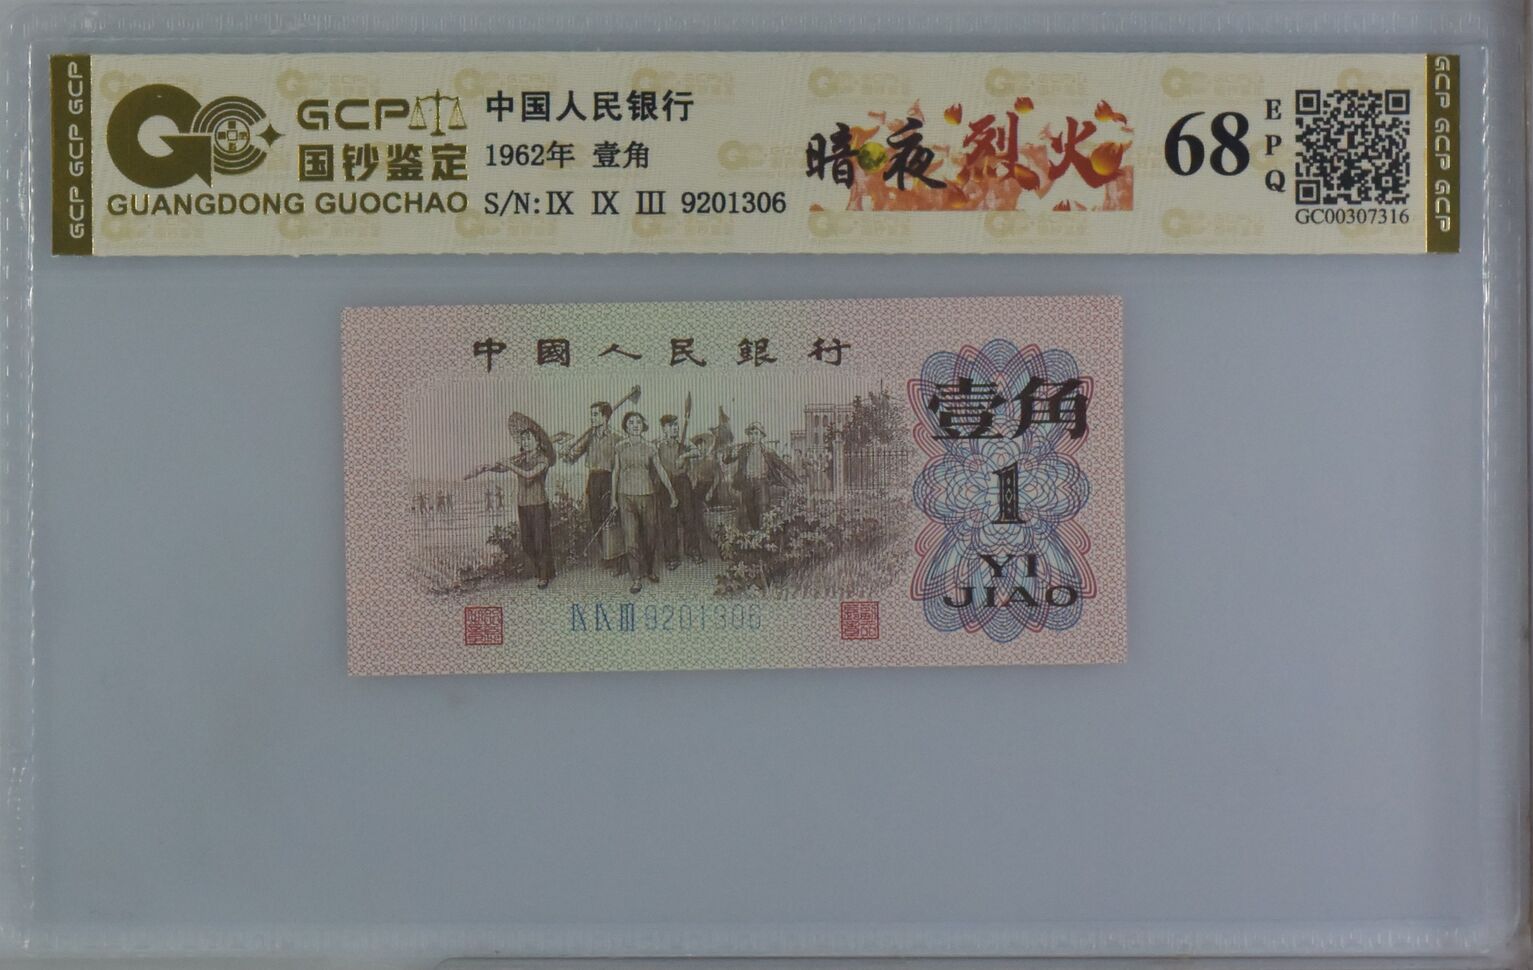 GCP GCP GCP
GCP
国钞鉴定
GUANGDONG GUOCHAO
中国人民银行
1962年 壹角
S/N:Ⅸ Ⅸ Ⅲ 9201306
暗夜烈火
68
E
P
Q
GC00307316
GCP GCP GCP
中國人民銀行
壹角
1
YI
JIAO
ⅨⅨⅢ 9201306